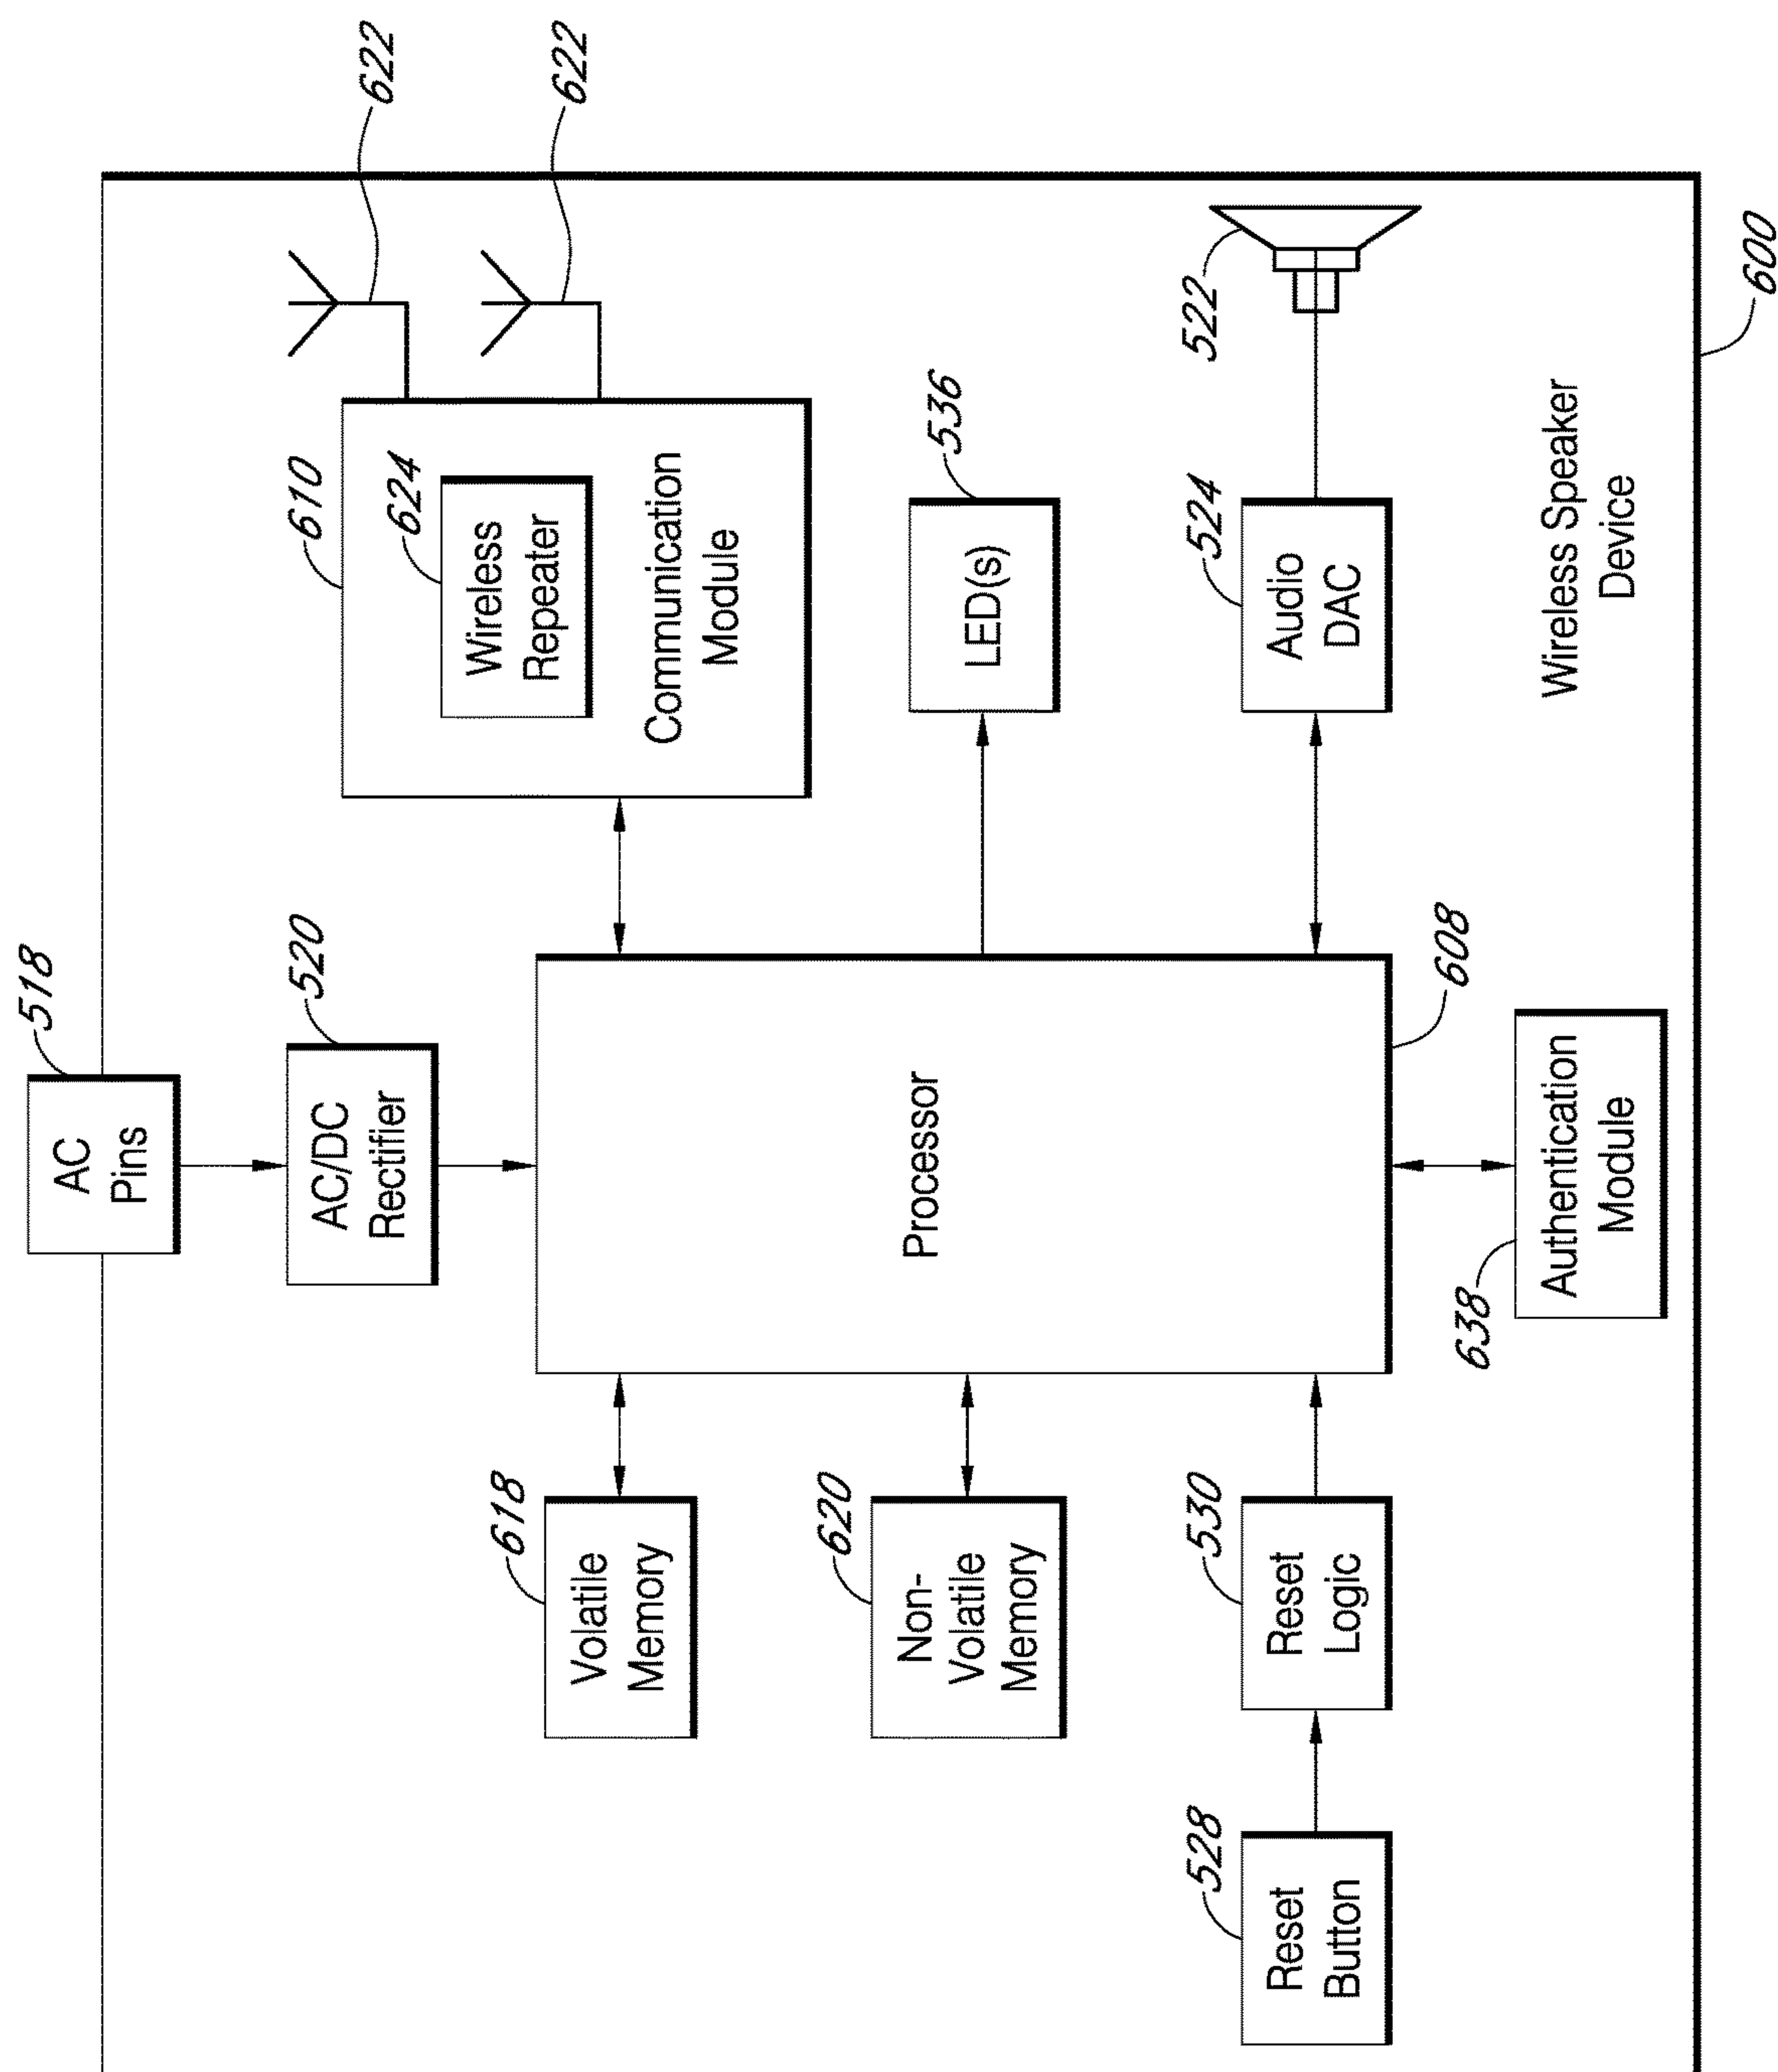 518
AC
Pins
520
AC/DC
Rectifier
622
622
610
624
Wireless
Repeater
Communication
Module
618
Volatile
Memory
620
Non-
Volatile
Memory
Processor
608
536
LED(s)
528
Reset
Button
530
Reset
Logic
524
Audio
DAC
522
638
Authentication
Module
Wireless Speaker
Device
600